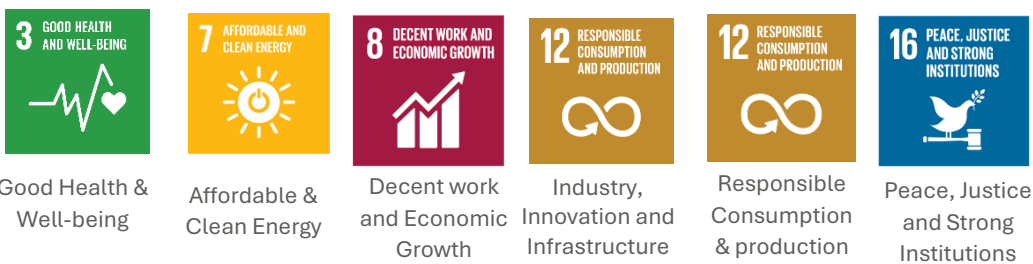 3 GOOD HEALTH
AND WELL-BEING
7 AFFORDABLE AND
CLEAN ENERGY
8 DECENT WORK AND
ECONOMIC GROWTH
12 RESPONSIBLE
CONSUMPTION
AND PRODUCTION
12 RESPONSIBLE
CONSUMPTION
AND PRODUCTION
16 PEACE, JUSTICE
AND STRONG
INSTITUTIONS
Good Health &
Well-being
Affordable &
Clean Energy
Decent work
and Economic
Growth
Industry,
Innovation and
Infrastructure
Responsible
Consumption
& production
Peace, Justice
and Strong
Institutions